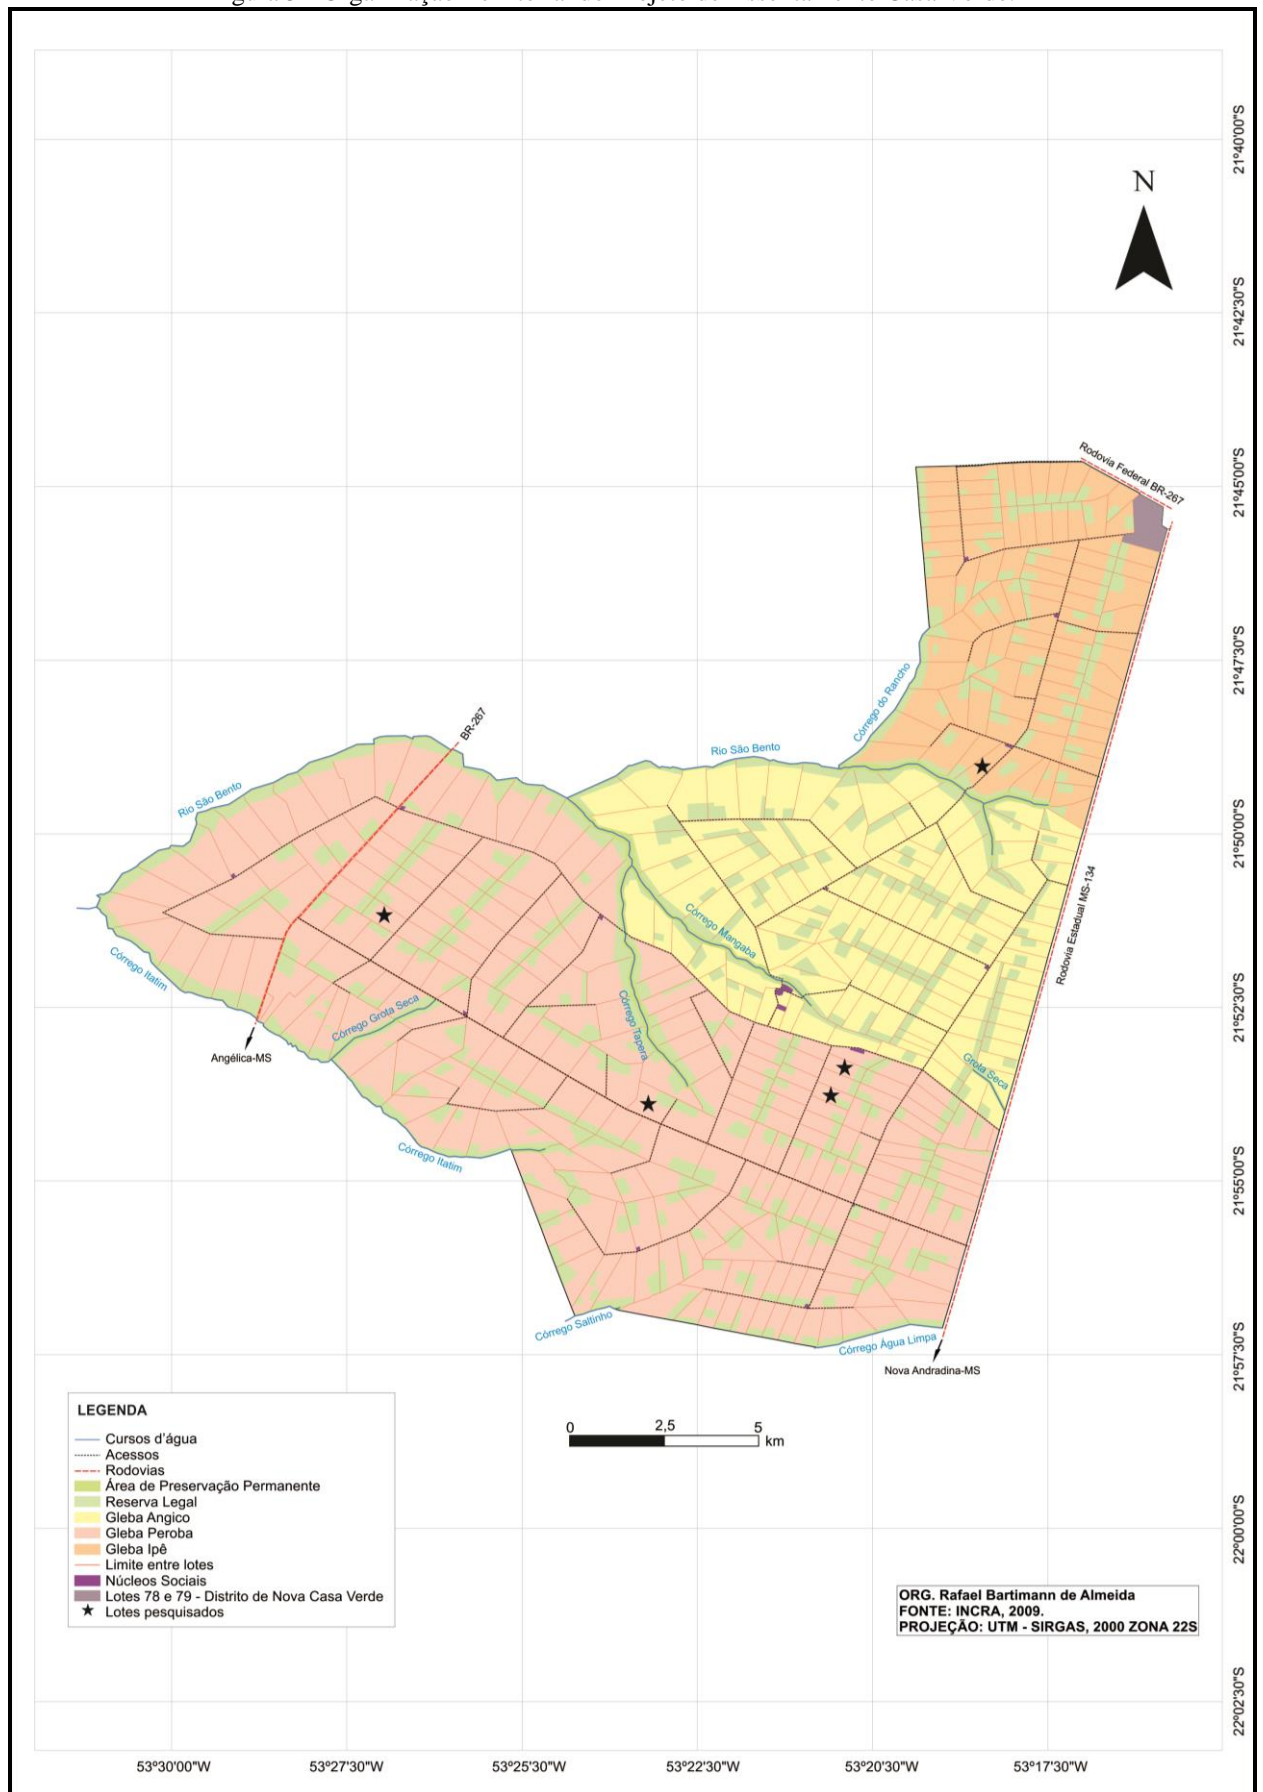 N
21°40'00"S
21°42'30"S
21°45'00"S
21°47'30"S
21°50'00"S
21°52'30"S
21°55'00"S
21°57'30"S
22°00'00"S
22°02'30"S
Rodovia Federal BR-267
Córrego do Rancho
BR-267
Rio São Bento
Rio São Bento
Rodovia Estadual MS-134
Córrego Mangaba
Córrego Itatim
Córrego Grota Seca
Córrego Tapera
Angélica-MS
Grota Seca
Córrego Itatim
Córrego Saltinho
Córrego Água Limpa
Nova Andradina-MS
LEGENDA
Cursos d'água
Acessos
Rodovias
Área de Preservação Permanente
Reserva Legal
Gleba Angico
Gleba Peroba
Gleba Ipê
Limite entre lotes
Núcleos Sociais
Lotes 78 e 79 - Distrito de Nova Casa Verde
Lotes pesquisados
0 2,5 5
km
ORG. Rafael Bartimann de Almeida
FONTE: INCRA, 2009.
PROJEÇÃO: UTM - SIRGAS, 2000 ZONA 22S
53°30'00"W
53°27'30"W
53°25'30"W
53°22'30"W
53°20'30"W
53°17'30"W